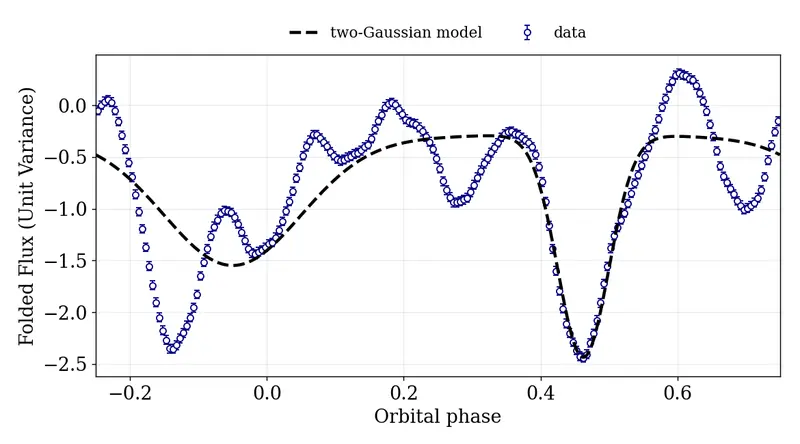 two-Gaussian model
data
Folded Flux (Unit Variance)
0.0
−0.5
−1.0
−1.5
−2.0
−2.5
−0.2
0.0
0.2
0.4
0.6
Orbital phase